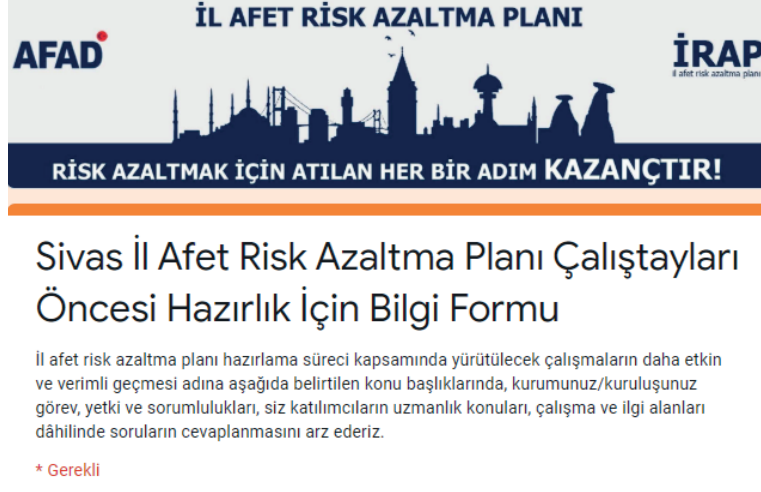 İL AFET RİSK AZALTMA PLANI
AFAD
İRAP
il afet risk azaltma planı
RİSK AZALTMAK İÇİN ATILAN HER BİR ADIM KAZANÇTIR!
Sivas İl Afet Risk Azaltma Planı Çalıştayları
Öncesi Hazırlık İçin Bilgi Formu
İl afet risk azaltma planı hazırlama süreci kapsamında yürütülecek çalışmaların daha etkin
ve verimli geçmesi adına aşağıda belirtilen konu başlıklarında, kurumunuz/kuruluşunuz
görev, yetki ve sorumlulukları, siz katılımcıların uzmanlık konuları, çalışma ve ilgi alanları
dâhilinde soruların cevaplanmasını arz ederiz.
* Gerekli